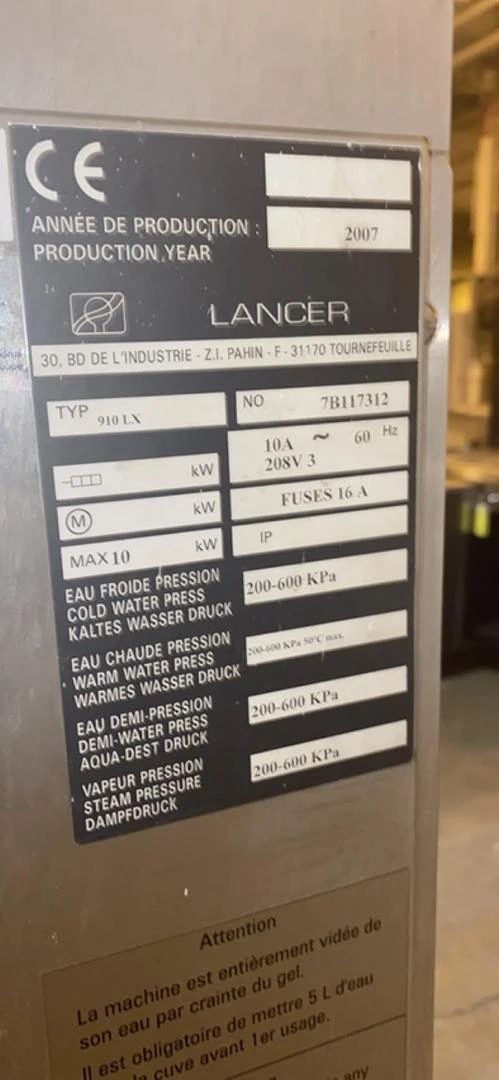 CE
ANNÉE DE PRODUCTION : 2007
PRODUCTION YEAR
LANCER
30, BD DE L'INDUSTRIE - Z.I. PAHIN - F - 31170 TOURNEFEUILLE
TYP 910 LX NO 7B117312
10A ~ 60 Hz
208V 3
kW
M kW FUSES 16 A
MAX 10 kW IP
EAU FROIDE PRESSION
COLD WATER PRESS 200-600 KPa
KALTES WASSER DRUCK
EAU CHAUDE PRESSION
WARM WATER PRESS 200-600 KPa 50°C max.
WARMES WASSER DRUCK
EAU DEMI-PRESSION
DEMI-WATER PRESS 200-600 KPa
AQUA-DEST DRUCK
VAPEUR PRESSION
STEAM PRESSURE 200-600 KPa
DAMPFDRUCK
Attention
La machine est entièrement vidée de
son eau par crainte du gel.
Il est obligatoire de mettre 5 L d'eau
la cuve avant 1er usage.
any